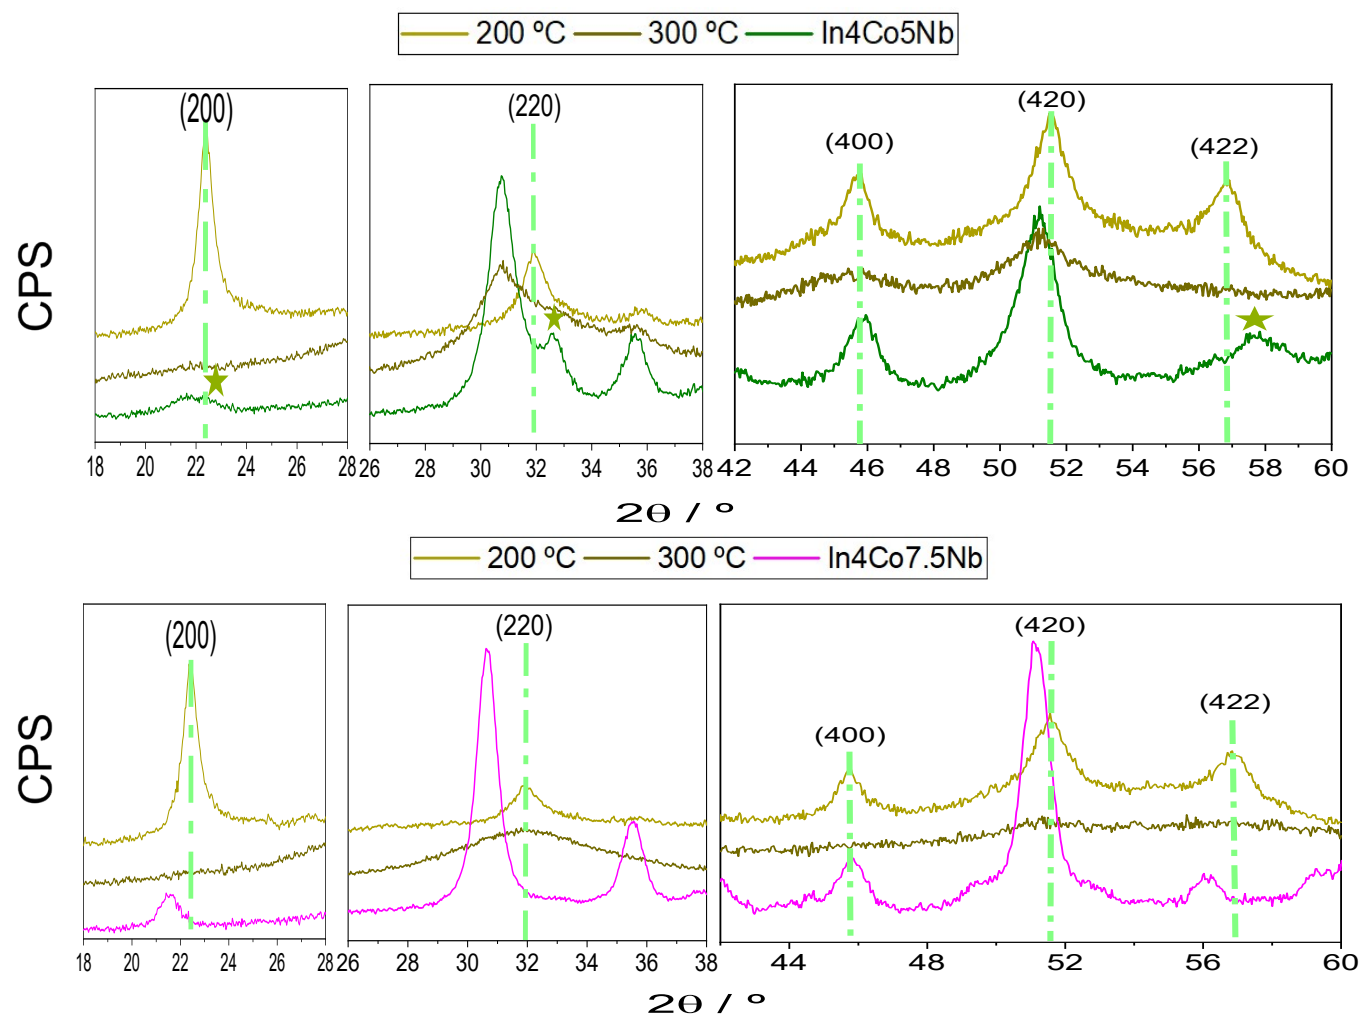 200 ºC 300 ºC In4Co5Nb
(200) (220) (400) (420) (422)
CPS
18 20 22 24 26 28 26 28 30 32 34 36 38 42 44 46 48 50 52 54 56 58 60
2θ / º
200 ºC 300 ºC In4Co7.5Nb
(200) (220) (400) (420) (422)
CPS
18 20 22 24 26 28 26 28 30 32 34 36 38 44 48 52 56 60
2θ / º